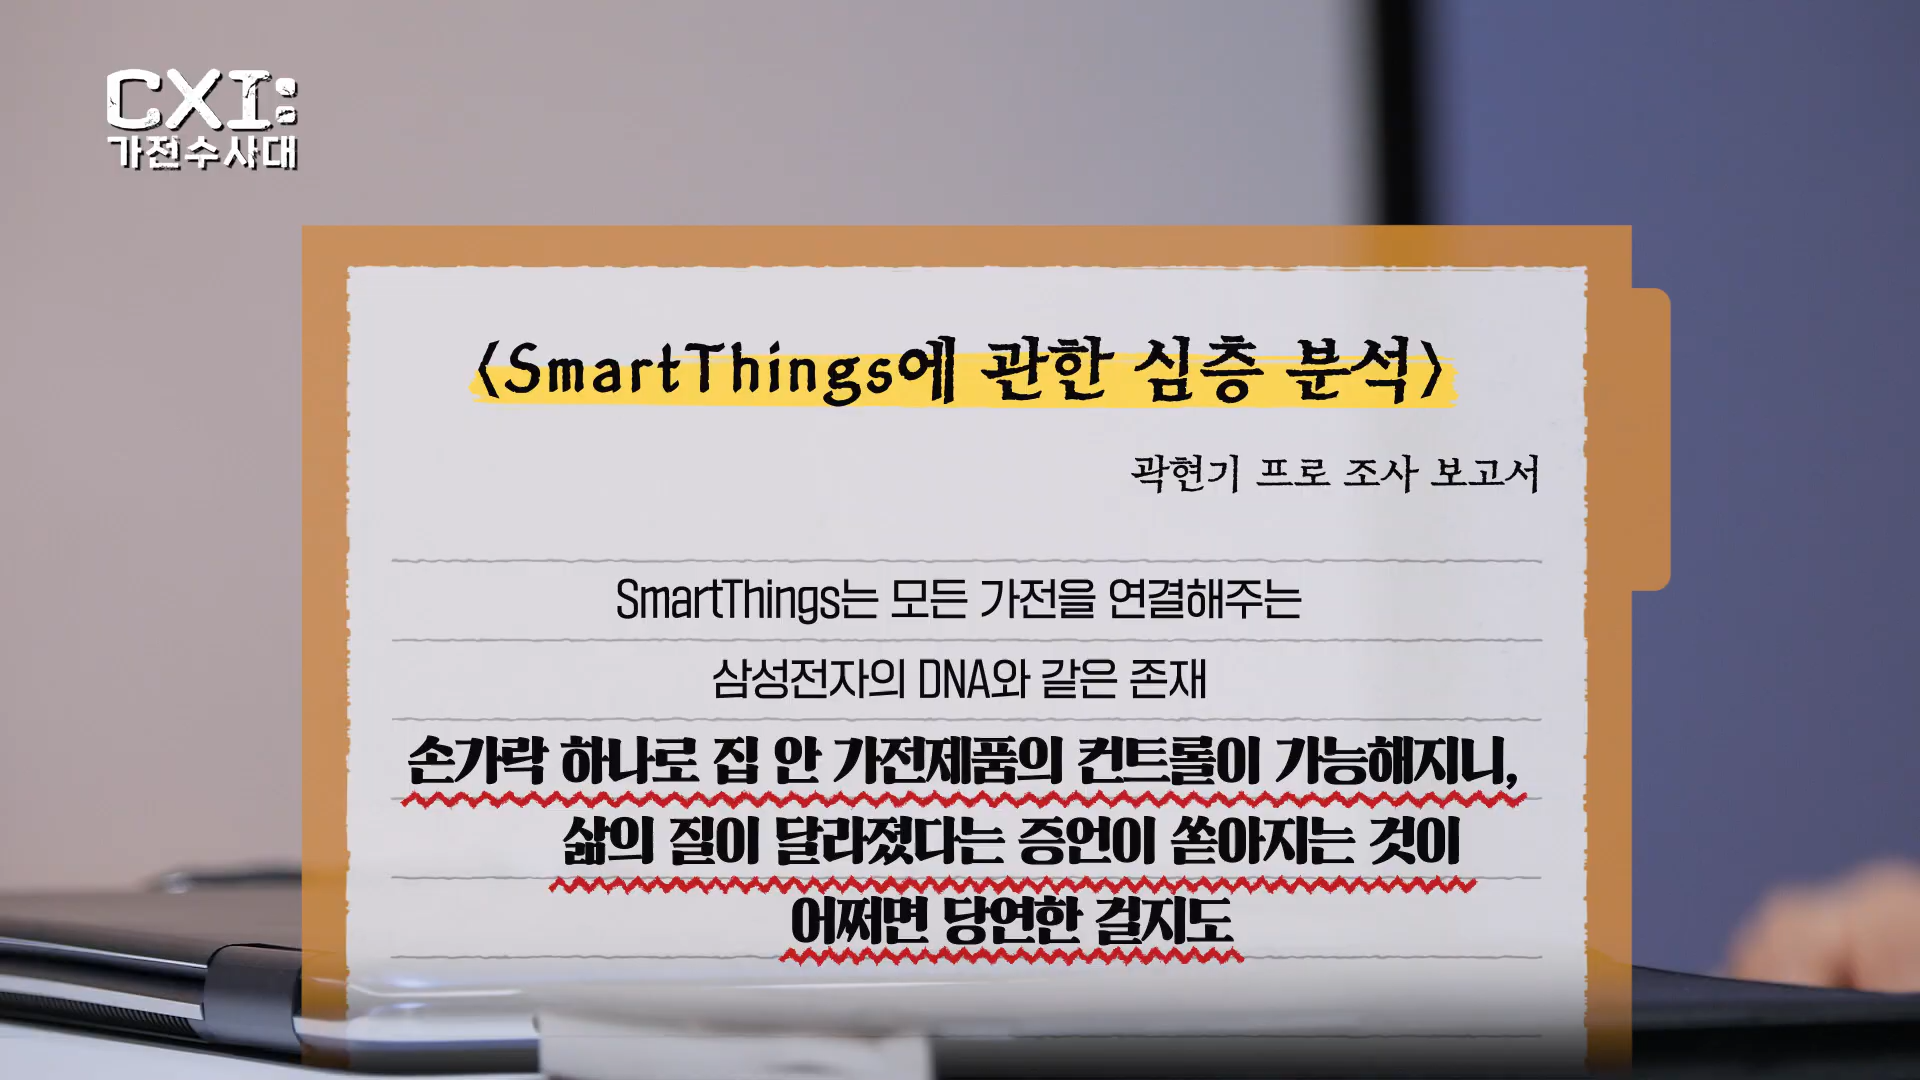 CXI:
가전수사대
<SmartThings에 관한 심층 분석>
곽현기 프로 조사 보고서
SmartThings는 모든 가전을 연결해주는
삼성전자의 DNA와 같은 존재
손가락 하나로 집 안 가전제품의 컨트롤이 가능해지니,
삶의 질이 달라졌다는 증언이 쏟아지는 것이
어쩌면 당연한 걸지도